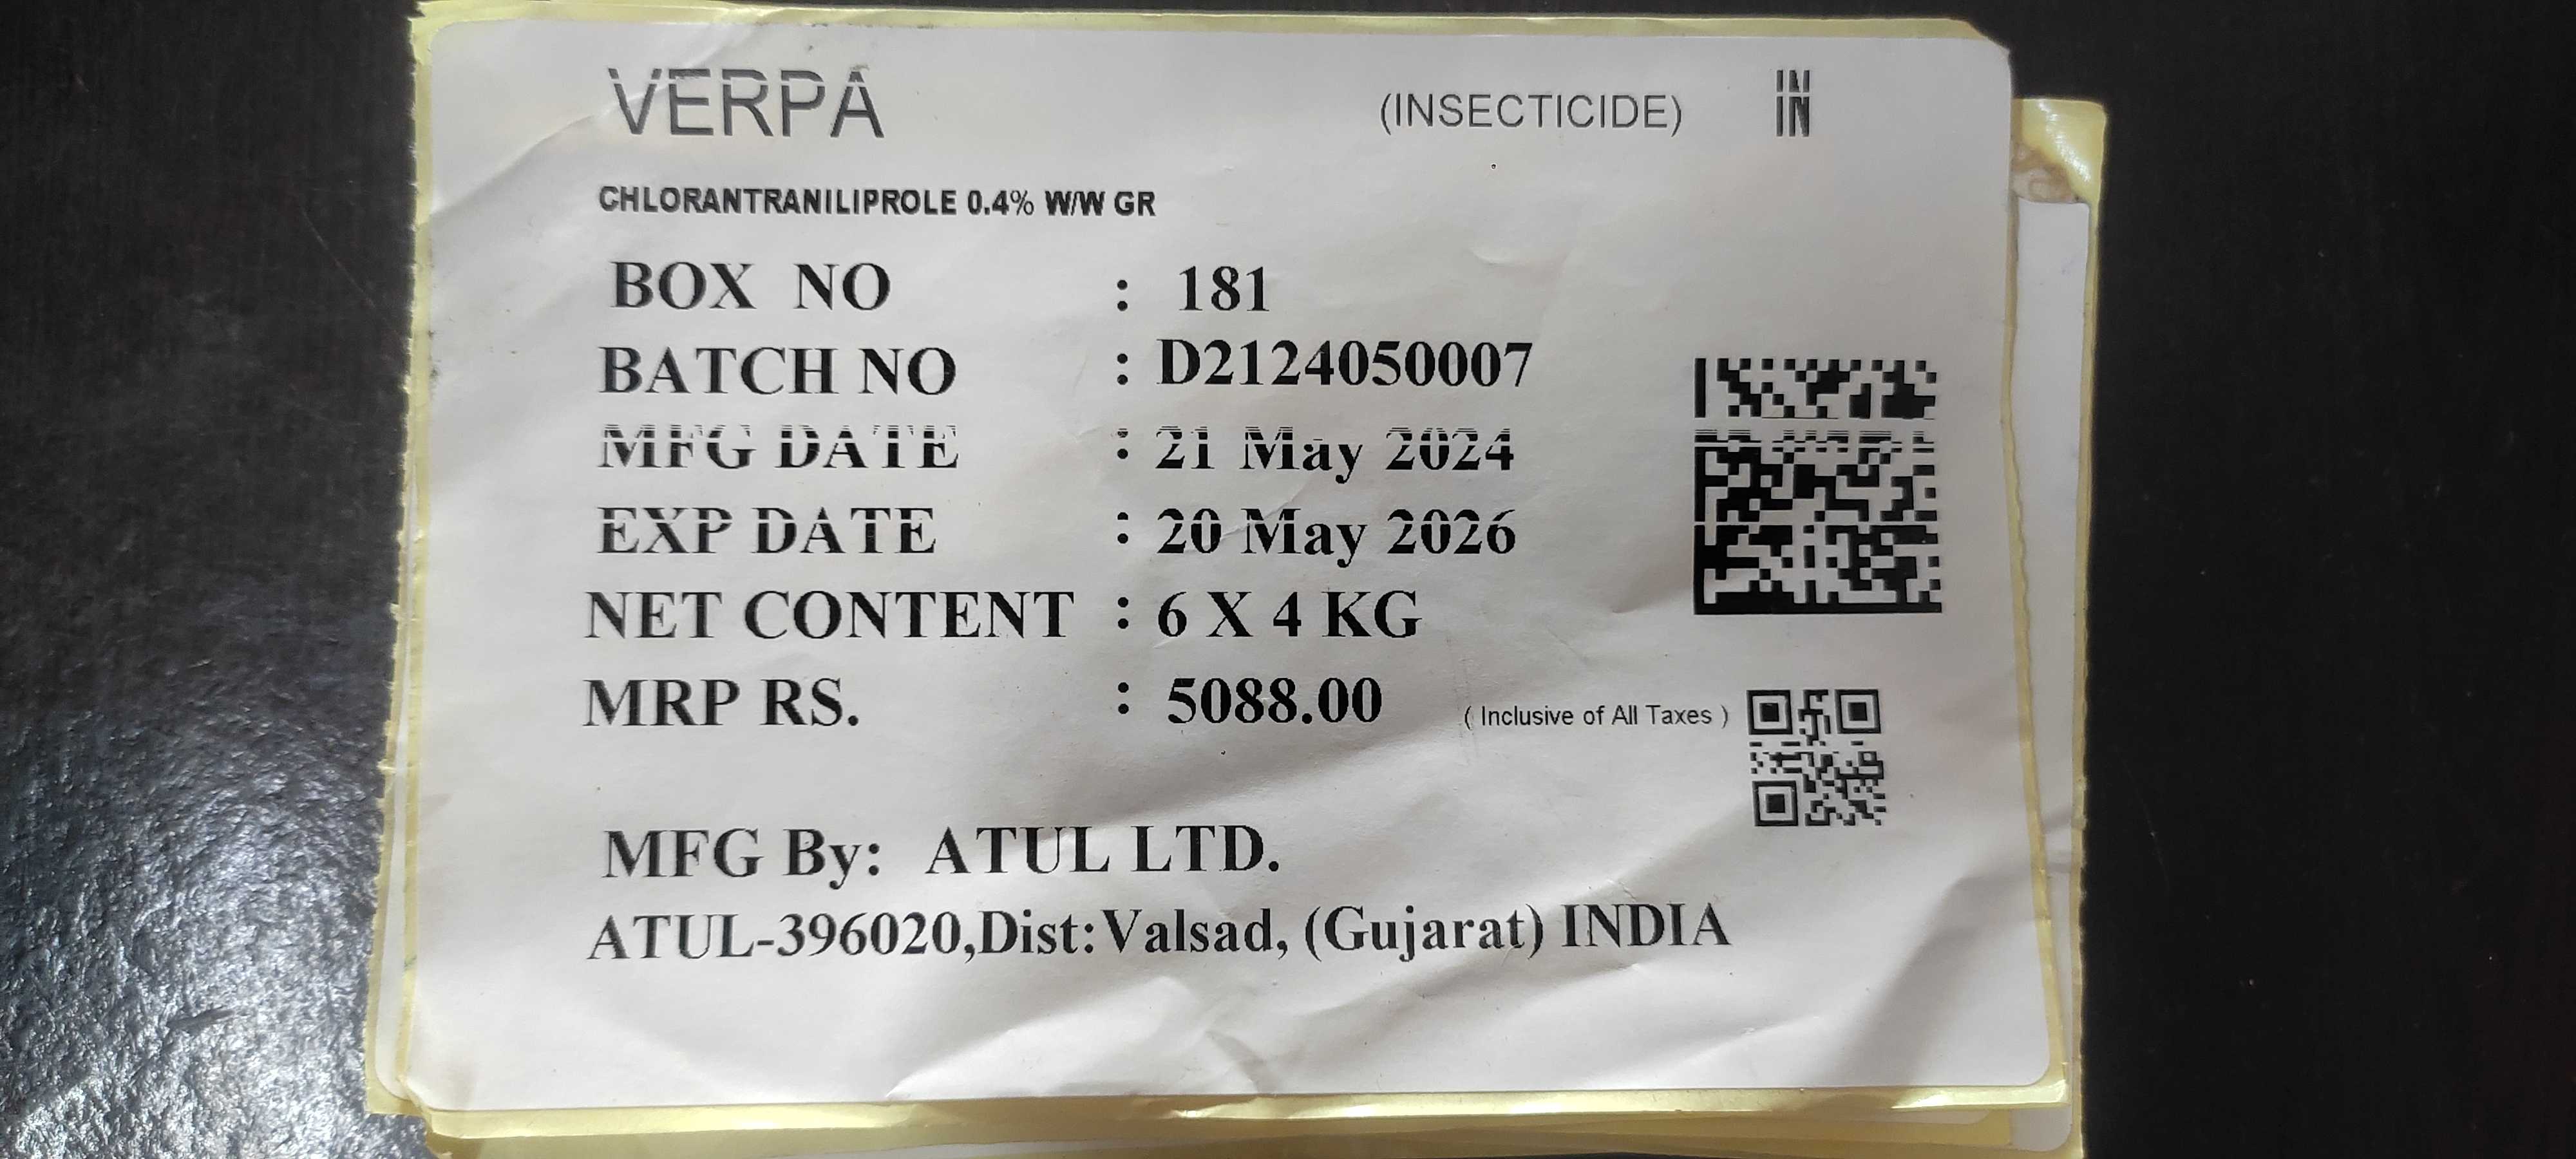 VERPA (INSECTICIDE) IN
CHLORANTRANILIPROLE 0.4% W/W GR
BOX NO : 181
BATCH NO : D2124050007
MFG DATE : 21 May 2024
EXP DATE : 20 May 2026
NET CONTENT : 6 X 4 KG
MRP RS. : 5088.00 ( Inclusive of All Taxes )
MFG By: ATUL LTD.
ATUL-396020,Dist:Valsad, (Gujarat) INDIA